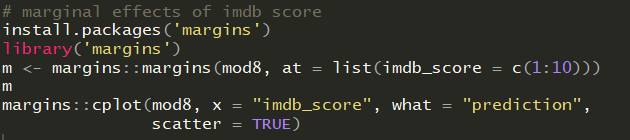 # marginal effects of imdb score
install.packages('margins')
library('margins')
m <- margins::margins(mod8, at = list(imdb_score = c(1:10)))
m
margins::cplot(mod8, x = "imdb_score", what = "prediction",
scatter = TRUE)